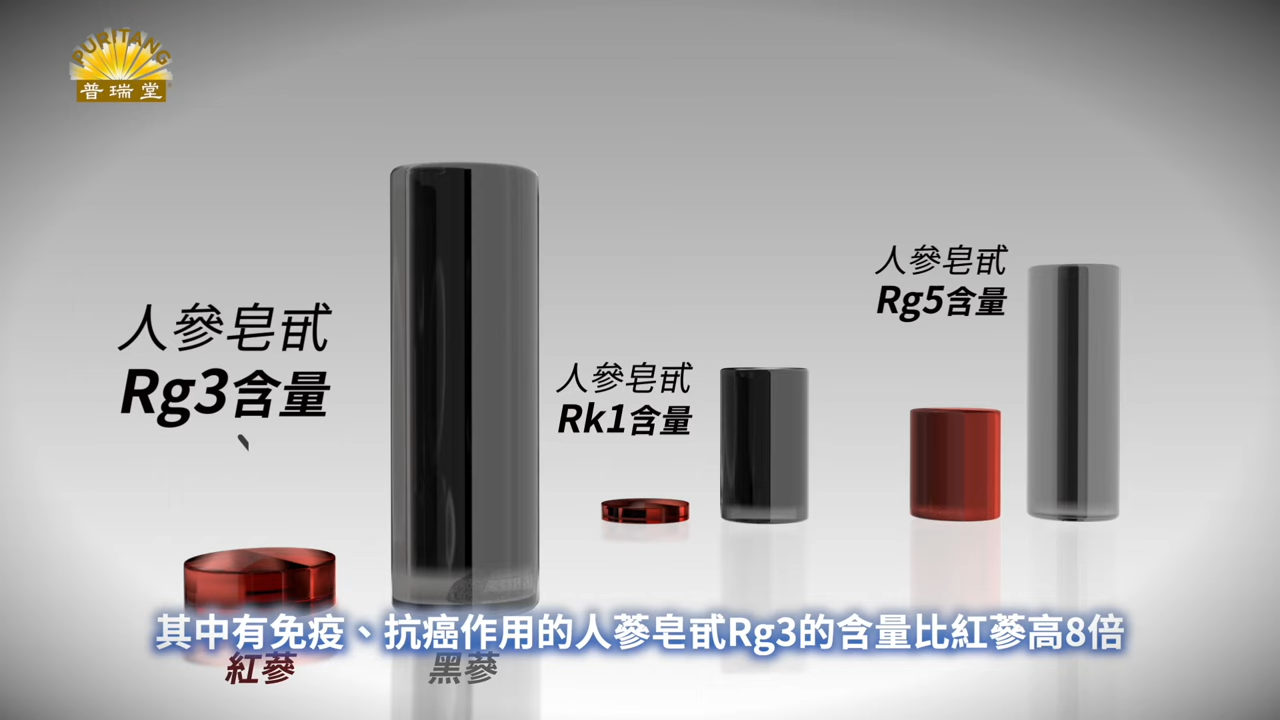 PURITANG
普瑞堂
人參皂甙
Rg3含量
人參皂甙
Rk1含量
人參皂甙
Rg5含量
其中有免疫、抗癌作用的人蔘皂甙Rg3的含量比紅蔘高8倍
紅蔘
黑蔘